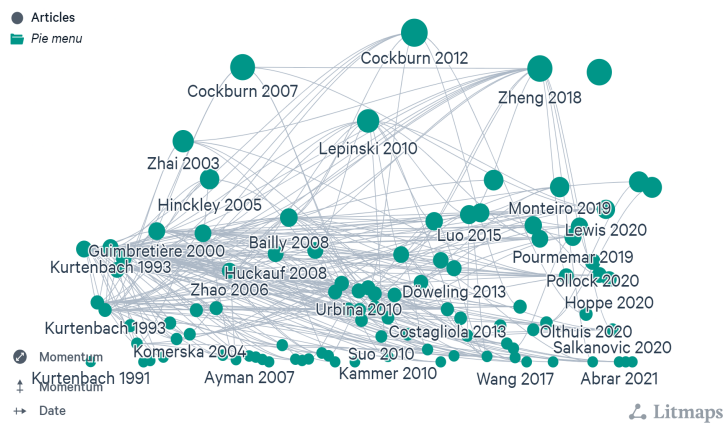 Articles
Pie menu
Cockburn 2012
Cockburn 2007
Zheng 2018
Lepinski 2010
Zhai 2003
Hinckley 2005
Monteiro 2019
Lewis 2020
Luo 2015
Bailly 2008
Guimbretière 2000
Pourmemar 2019
Kurtenbach 1993
Huckauf 2008
Pollock 2020
Zhao 2006
Döweling 2013
Hoppe 2020
Urbina 2010
Kurtenbach 1993
Costagliola 2013
Olthuis 2020
Salkanovic 2020
Komerska 2004
Suo 2010
Momentum
Kammer 2010
Kurtenbach 1991
Ayman 2007
Wang 2017
Abrar 2021
Momentum
Date
Litmaps